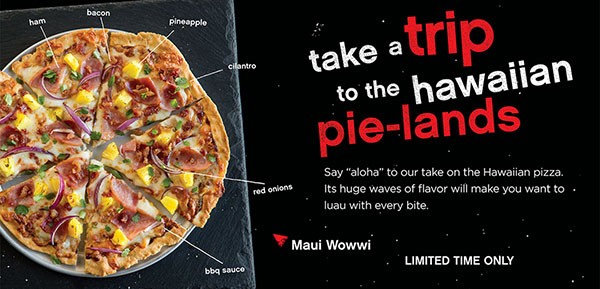 ham
bacon
pineapple
cilantro
red onions
bbq sauce
take a trip
to the hawaiian
pie-lands
Say “aloha” to our take on the Hawaiian pizza.
Its huge waves of flavor will make you want to
luau with every bite.
Maui Wowwi
LIMITED TIME ONLY